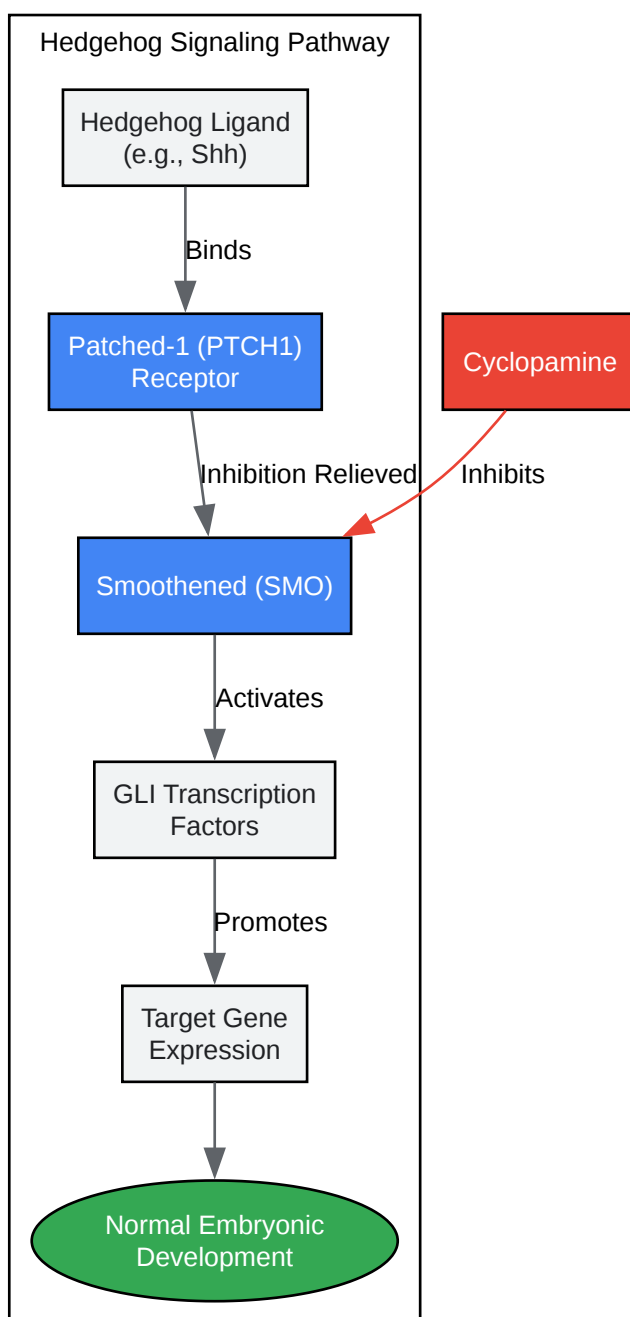 Hedgehog Signaling Pathway
Hedgehog Ligand
(e.g., Shh)
Binds
Patched-1 (PTCH1)
Receptor
Cyclopamine
Inhibition Relieved
Inhibits
Smoothened (SMO)
Activates
GLI Transcription
Factors
Promotes
Target Gene
Expression
Normal Embryonic
Development